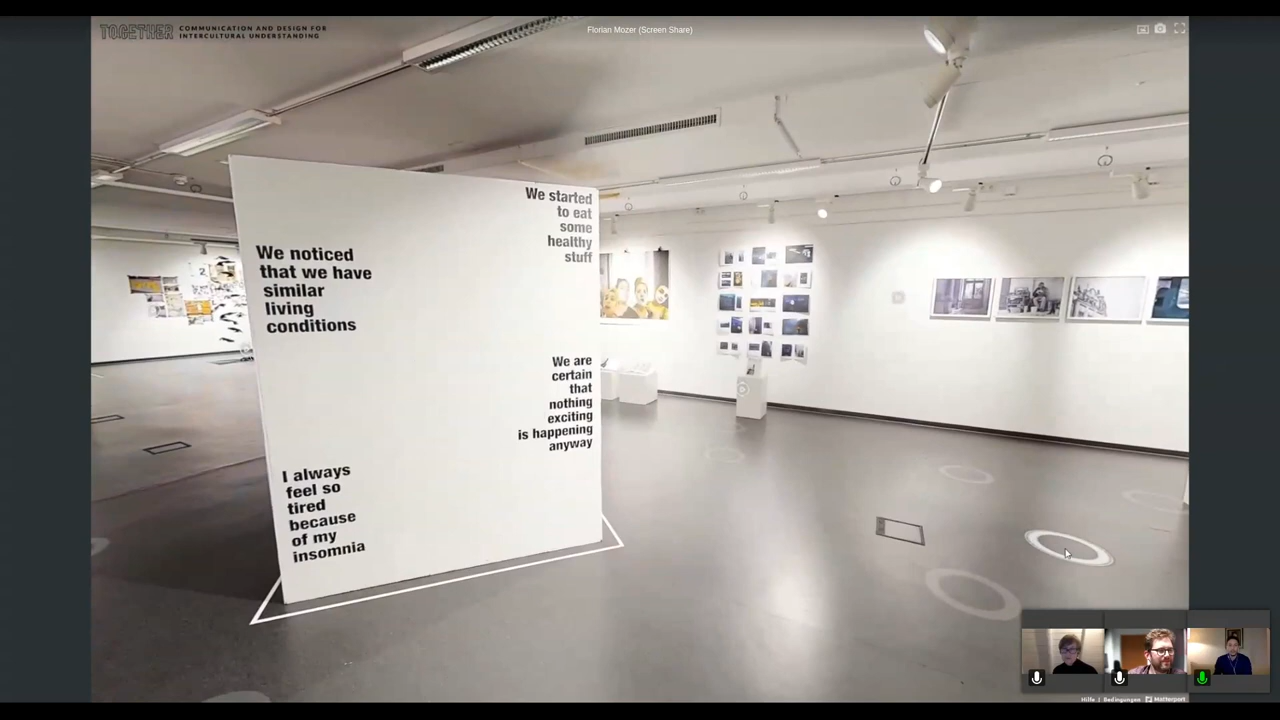 TOGETHER
COMMUNICATION AND DESIGN FOR
INTERCULTURAL UNDERSTANDING
Florian Mozer (Screen Share)
We noticed
that we have
similar
living
conditions
We started
to eat
some
healthy
stuff
We are
certain
that
nothing
exciting
is happening
anyway
I always
feel so
tired
because
of my
insomnia
2
Hilfe | Bedingungen
Matterport